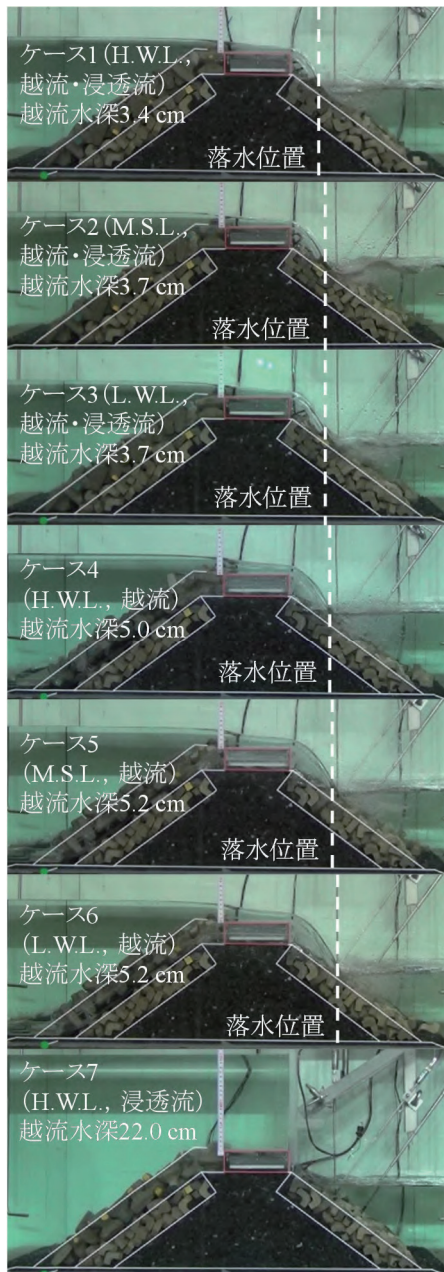 ケース1 (H.W.L.,
越流・浸透流)
越流水深3.4 cm
落水位置
ケース2 (M.S.L.,
越流・浸透流)
越流水深3.7 cm
落水位置
ケース3 (L.W.L.,
越流・浸透流)
越流水深3.7 cm
落水位置
ケース4
(H.W.L., 越流)
越流水深5.0 cm
落水位置
ケース5
(M.S.L., 越流)
越流水深5.2 cm
落水位置
ケース6
(L.W.L., 越流)
越流水深5.2 cm
落水位置
ケース7
(H.W.L., 浸透流)
越流水深22.0 cm